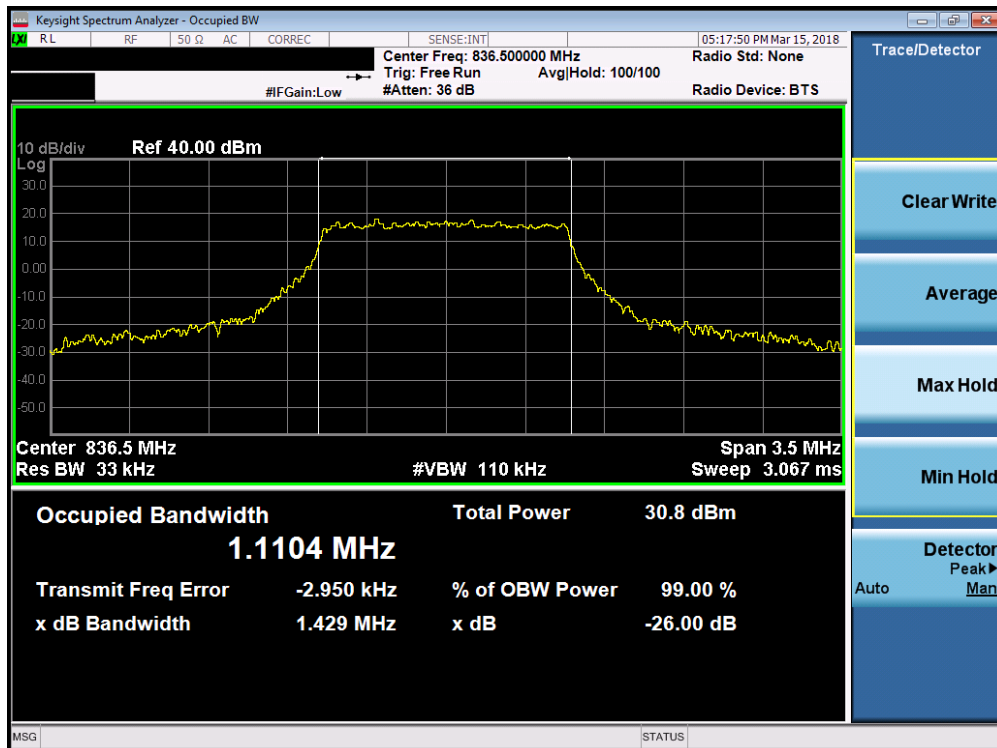 Keysight Spectrum Analyzer - Occupied BW
LXI RL RF 50 Ω AC CORREC SENSE:INT 05:17:50 PM Mar 15, 2018
Center Freq: 836.500000 MHz Radio Std: None
Trig: Free Run Avg|Hold: 100/100
#IFGain:Low #Atten: 36 dB Radio Device: BTS
Trace/Detector
10 dB/div Ref 40.00 dBm
Log
30.0
20.0
10.0
0.00
-10.0
-20.0
-30.0
-40.0
-50.0
Center 836.5 MHz Span 3.5 MHz
Res BW 33 kHz #VBW 110 kHz Sweep 3.067 ms
Occupied Bandwidth Total Power 30.8 dBm
1.1104 MHz
Transmit Freq Error -2.950 kHz % of OBW Power 99.00 %
x dB Bandwidth 1.429 MHz x dB -26.00 dB
Clear Write
Average
Max Hold
Min Hold
Detector
Peak▶
Auto Man
MSG STATUS